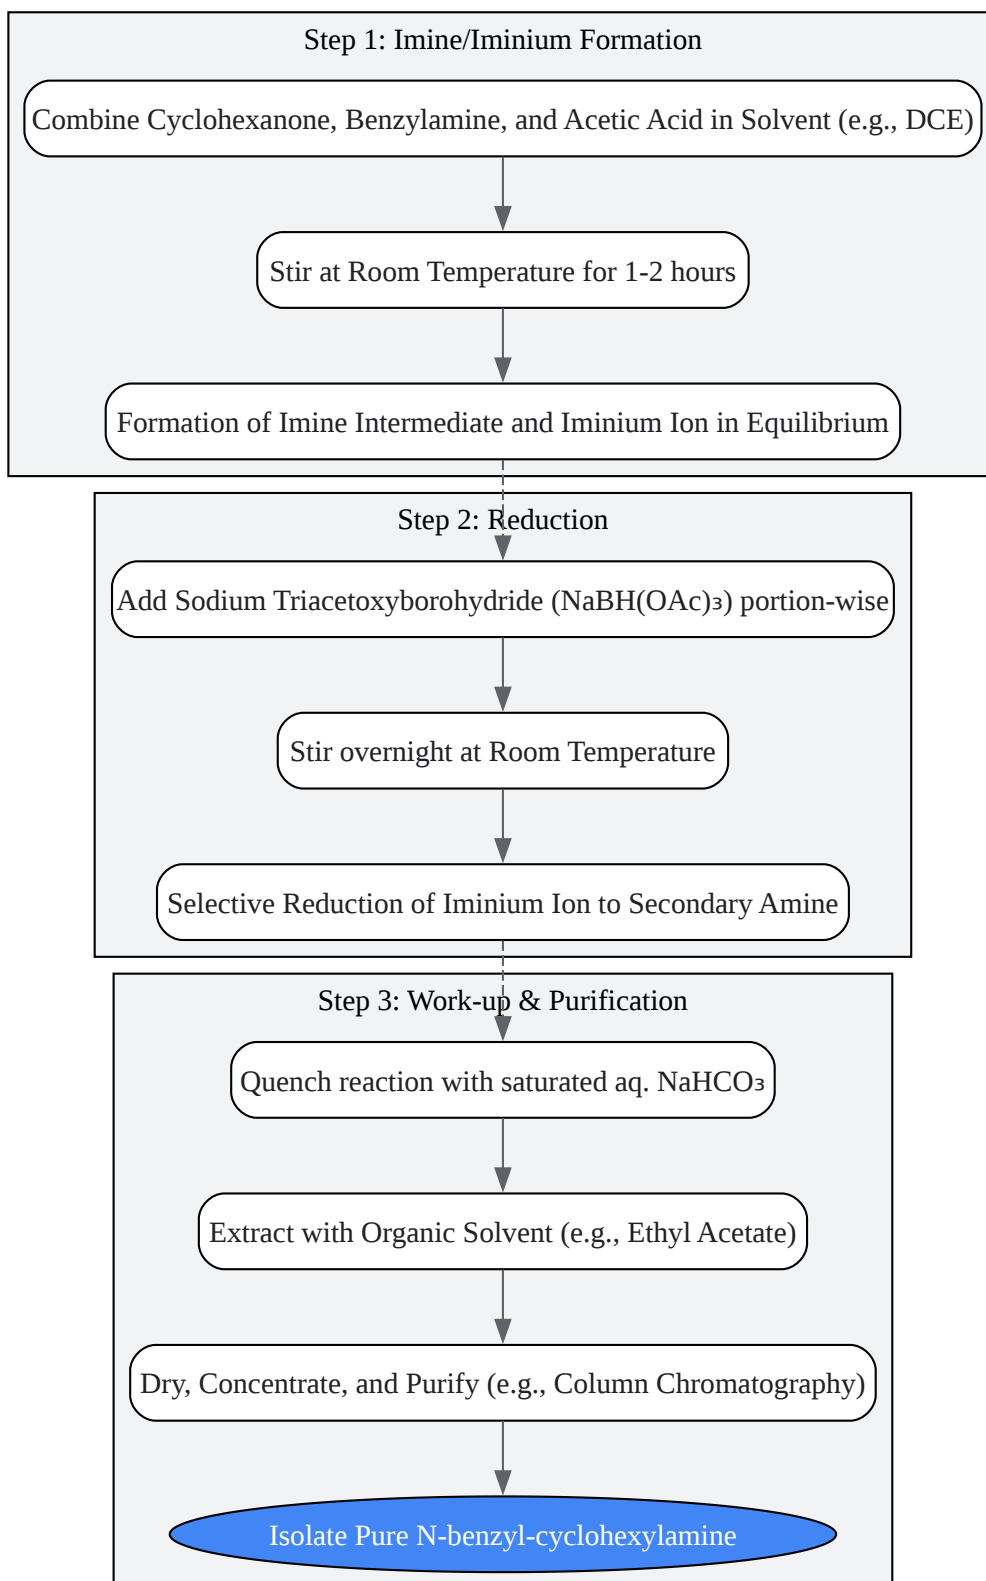 Step 1: Imine/Iminium Formation
Combine Cyclohexanone, Benzylamine, and Acetic Acid in Solvent (e.g., DCE)
Stir at Room Temperature for 1-2 hours
Formation of Imine Intermediate and Iminium Ion in Equilibrium
Step 2: Reduction
Add Sodium Triacetoxyborohydride (NaBH(OAc)₃) portion-wise
Stir overnight at Room Temperature
Selective Reduction of Iminium Ion to Secondary Amine
Step 3: Work-up & Purification
Quench reaction with saturated aq. NaHCO₃
Extract with Organic Solvent (e.g., Ethyl Acetate)
Dry, Concentrate, and Purify (e.g., Column Chromatography)
Isolate Pure N-benzyl-cyclohexylamine